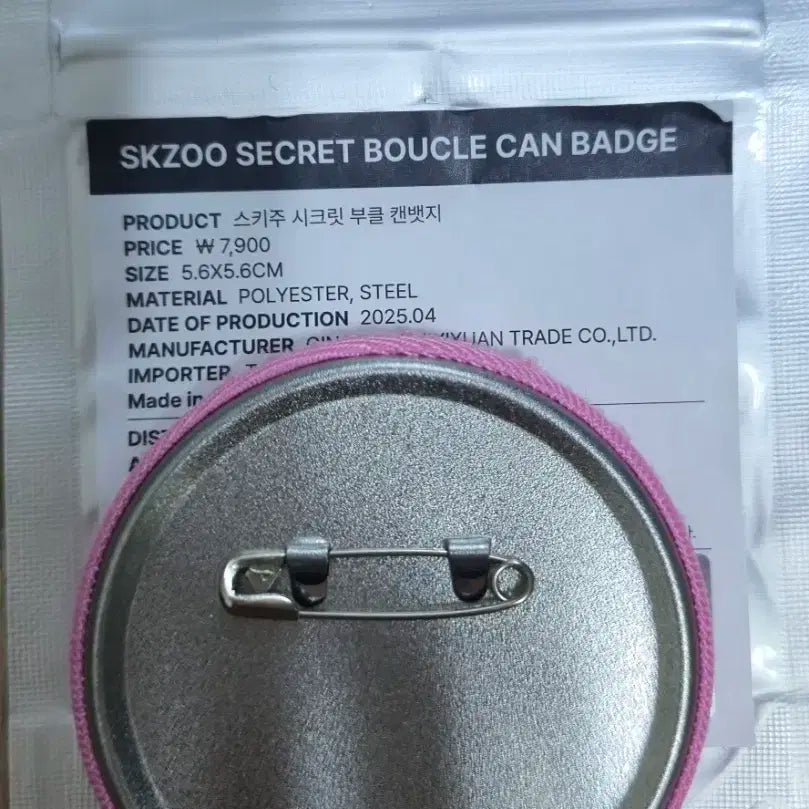 SKZOO SECRET BOUCLE CAN BADGE
PRODUCT 스키주 시크릿 부클 캔뱃지
PRICE ₩ 7,900
SIZE 5.6X5.6CM
MATERIAL POLYESTER, STEEL
DATE OF PRODUCTION 2025.04
MANUFACTURER TRADE CO.,LTD.
IMPORTER
Made in